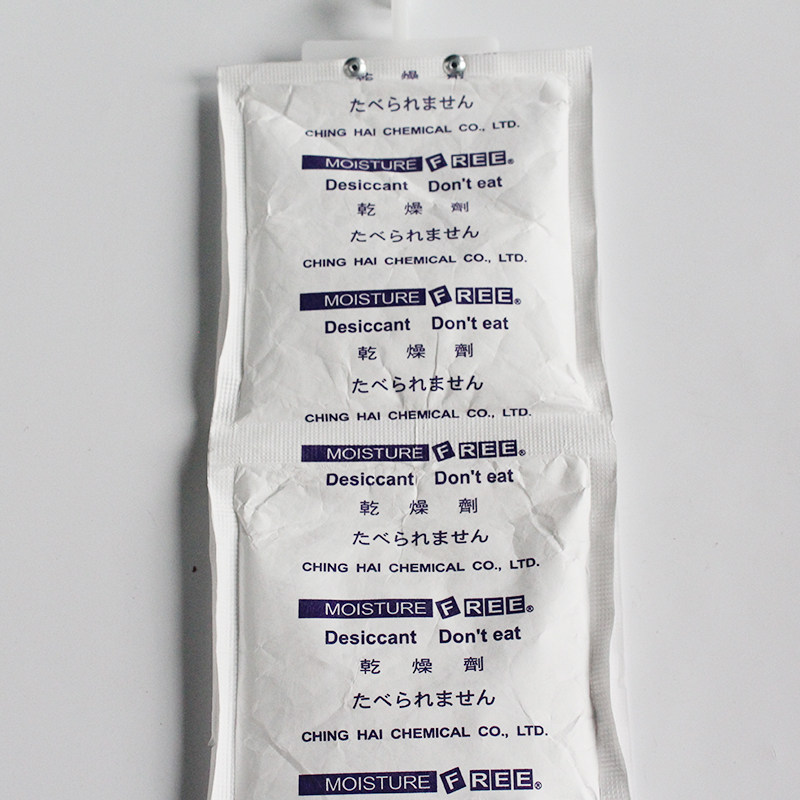 乾 燥 劑
たべられません
CHING HAI CHEMICAL CO., LTD.
MOISTURE FREE®
Desiccant Don't eat
乾 燥 劑
たべられません
CHING HAI CHEMICAL CO., LTD.
MOISTURE FREE®
Desiccant Don't eat
乾 燥 劑
たべられません
CHING HAI CHEMICAL CO., LTD.
MOISTURE FREE®
Desiccant Don't eat
乾 燥 劑
たべられません
CHING HAI CHEMICAL CO., LTD.
MOISTURE FREE®
Desiccant Don't eat
乾 燥 劑
たべられません
CHING HAI CHEMICAL CO., LTD.
MOISTURE FREE®